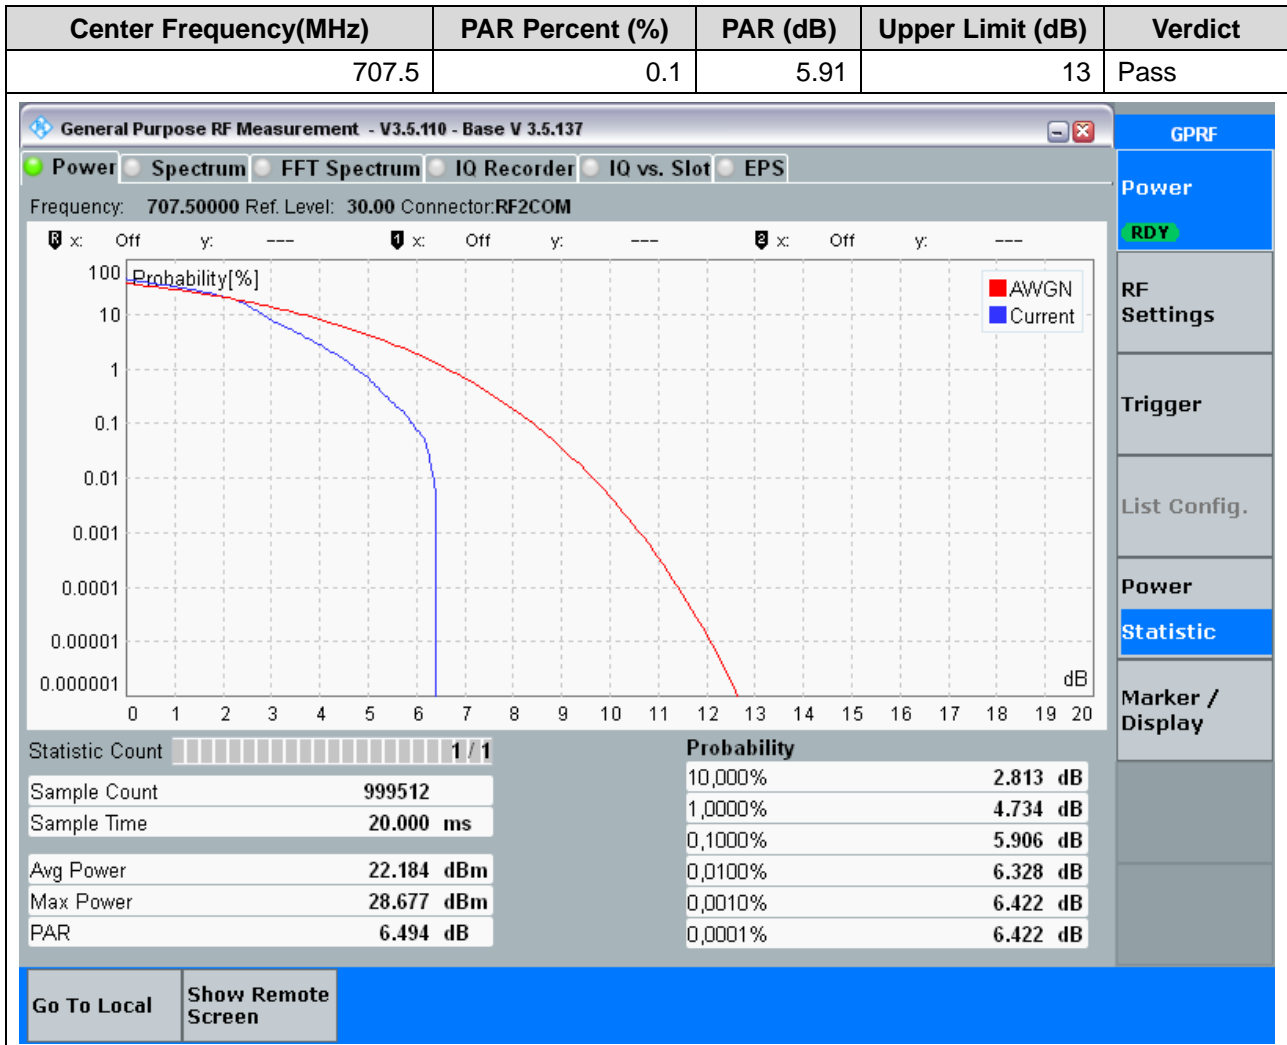 Center Frequency(MHz) PAR Percent (%) PAR (dB) Upper Limit (dB) Verdict
707.5 0.1 5.91 13 Pass
General Purpose RF Measurement - V3.5.110 - Base V 3.5.137
GPRF
Power Spectrum FFT Spectrum IQ Recorder IQ vs. Slot EPS
Power
RDY
Frequency: 707.50000 Ref. Level: 30.00 Connector:RF2COM
R x: Off y: --- 1 x: Off y: --- 2 x: Off y: ---
Probability[%]
AWGN
Current
100
10
1
0.1
0.01
0.001
0.0001
0.00001
0.000001
dB
0 1 2 3 4 5 6 7 8 9 10 11 12 13 14 15 16 17 18 19 20
RF
Settings
Trigger
List Config.
Power
Statistic
Marker /
Display
Statistic Count 1 / 1
Sample Count 999512
Sample Time 20.000 ms
Avg Power 22.184 dBm
Max Power 28.677 dBm
PAR 6.494 dB
Probability
10,000% 2.813 dB
1,0000% 4.734 dB
0,1000% 5.906 dB
0,0100% 6.328 dB
0,0010% 6.422 dB
0,0001% 6.422 dB
Go To Local
Show Remote
Screen